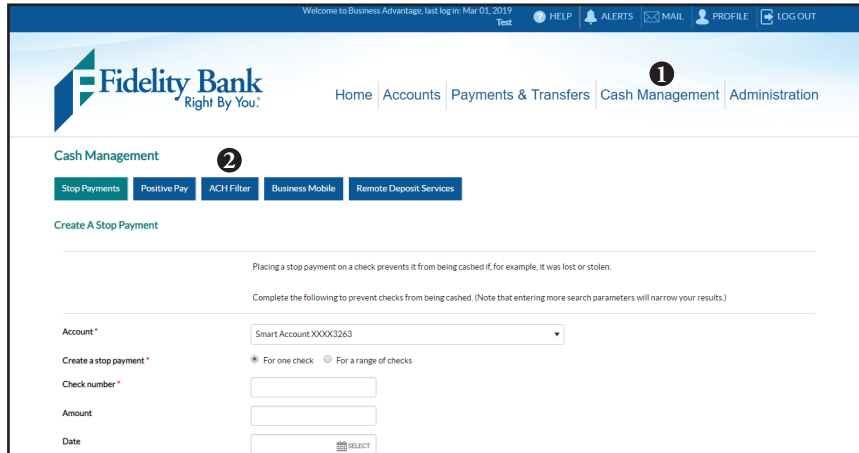 Welcome to Business Advantage, last log in: Mar 01, 2019
Test
? HELP
ALERTS
MAIL
PROFILE
LOG OUT
Fidelity Bank
Right By You.®
1
Home
Accounts
Payments & Transfers
Cash Management
Administration
Cash Management
2
Stop Payments
Positive Pay
ACH Filter
Business Mobile
Remote Deposit Services
Create A Stop Payment
Placing a stop payment on a check prevents it from being cashed if, for example, it was lost or stolen.
Complete the following to prevent checks from being cashed. (Note that entering more search parameters will narrow your results.)
Account *
Smart Account XXXX3263
Create a stop payment *
For one check
For a range of checks
Check number *
Amount
Date
SELECT